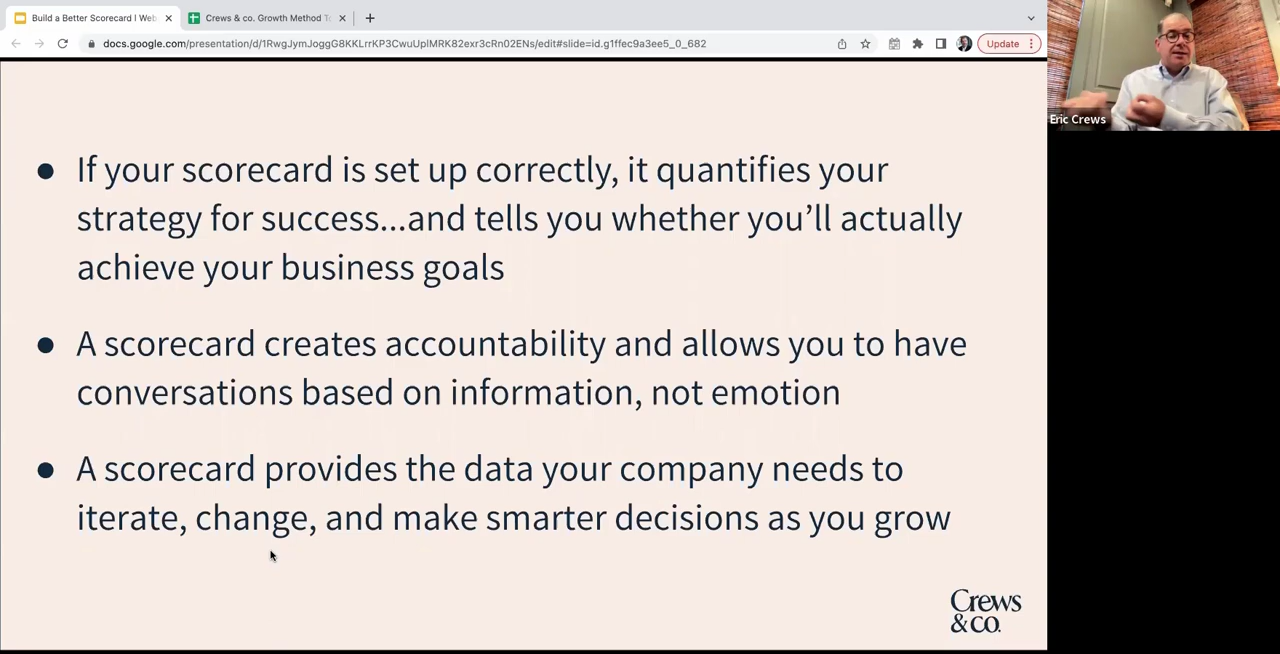 Build a Better Scorecard I Web
Crews & co. Growth Method To
docs.google.com/presentation/d/1RwgJymJoggG8KKLrrKP3CwuUplMRK82exr3cRn02ENs/edit#slide=id.g1ffec9a3ee5_0_682
Update
Eric Crews
● If your scorecard is set up correctly, it quantifies your
strategy for success...and tells you whether you’ll actually
achieve your business goals
● A scorecard creates accountability and allows you to have
conversations based on information, not emotion
● A scorecard provides the data your company needs to
iterate, change, and make smarter decisions as you grow
Crews
& co.